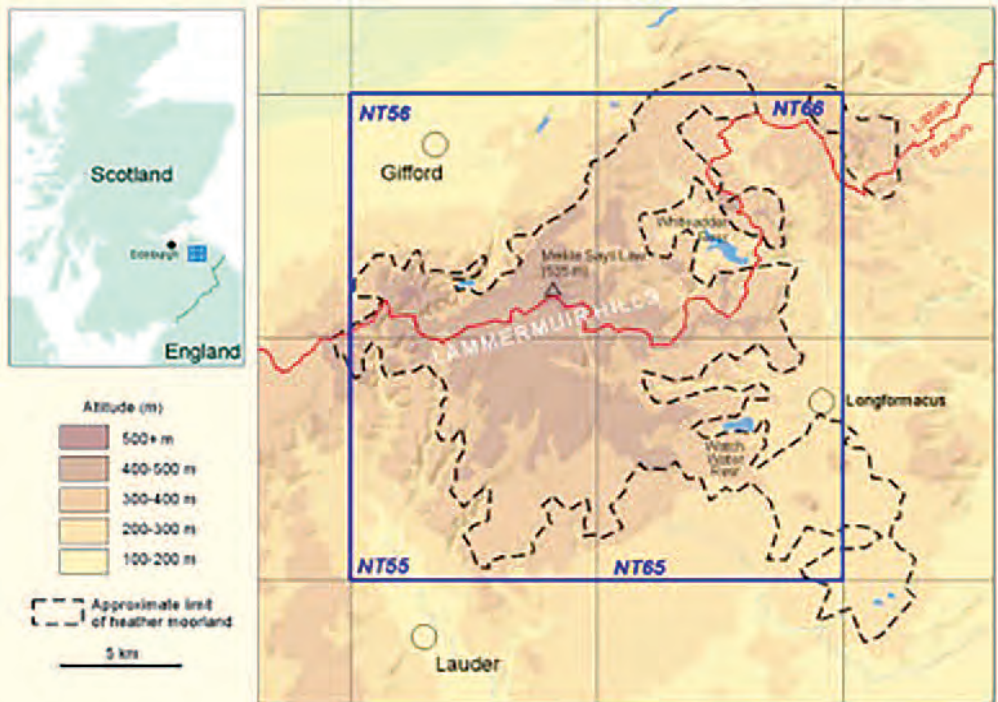 Scotland
Edinburgh
England
Altitude (m)
500+ m
400-500 m
300-400 m
200-300 m
100-200 m
Approximate limit
of heather moorland
5 km
NT56
NT66
Lothian
Borders
Gifford
Whiteadder
Resr
Meikle Says Law
(535 m)
LAMMERMUIR HILLS
Longformacus
Watch
Water
Resr
NT55
NT65
Lauder